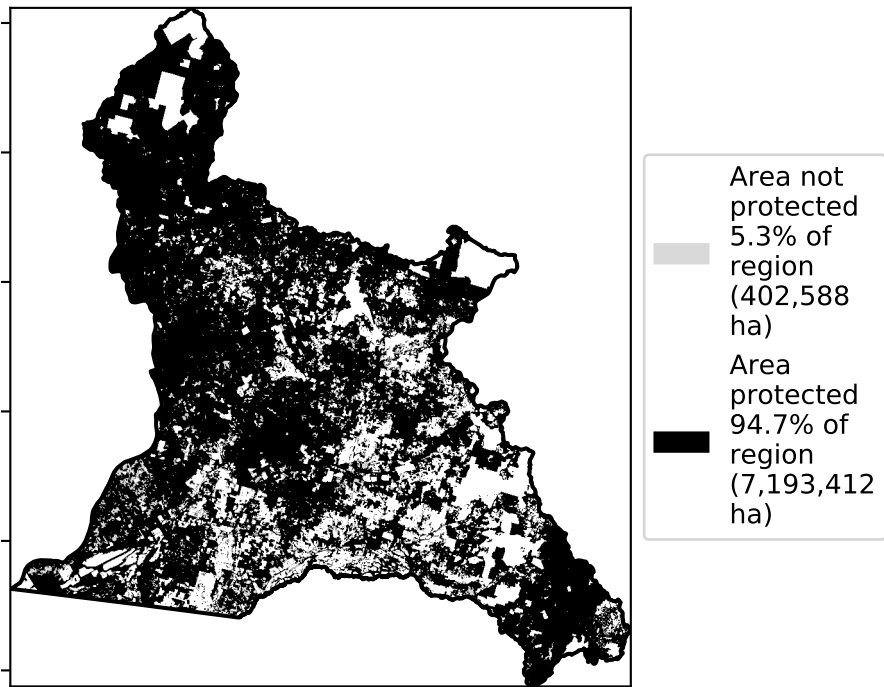 Area not
protected
5.3% of
region
(402,588
ha)
Area
protected
94.7% of
region
(7,193,412
ha)